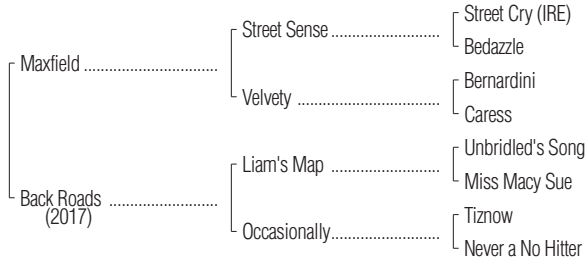 Street Cry (IRE)
Street Sense ................................
Bedazzle
Maxfield .......................................
Bernardini
Velvety ..........................................
Caress
Unbridled's Song
Liam's Map ................................
Miss Macy Sue
Back Roads ................................
(2017)
Tiznow
Occasionally................................
Never a No Hitter